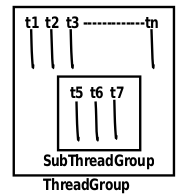 t1 t2 t3 --------------tn
t5 t6 t7
SubThreadGroup
ThreadGroup